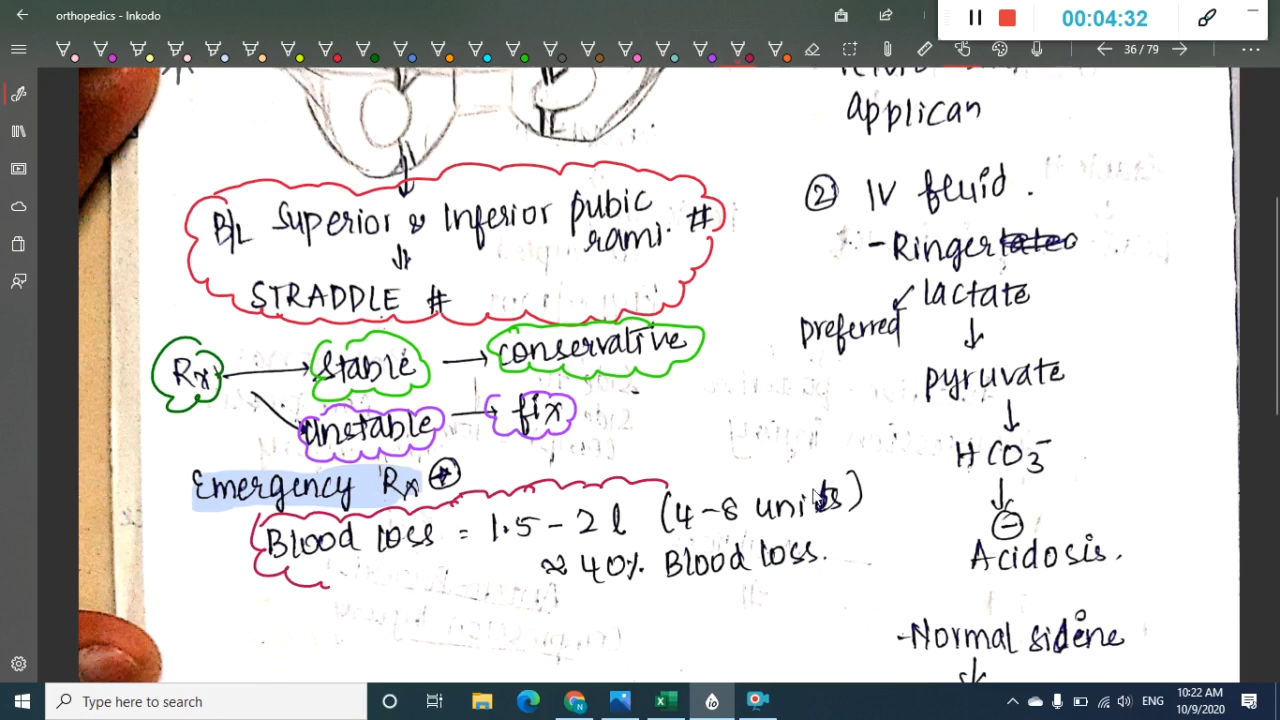 orthopedics - Inkodo
00:04:32
36 / 79
applican
B/L Superior & Inferior pubic
rami. #
STRADDLE #
Rx
Stable
conservative
Unstable
fix
Emergency Rx
Blood loss = 1.5 - 2 l (4-8 units)
≈ 40% Blood loss.
② IV fluid.
- Ringer
lactate
preferred
pyruvate
HCO3-
Acidosis.
- Normal
Type here to search
ENG
10:22 AM
10/9/2020